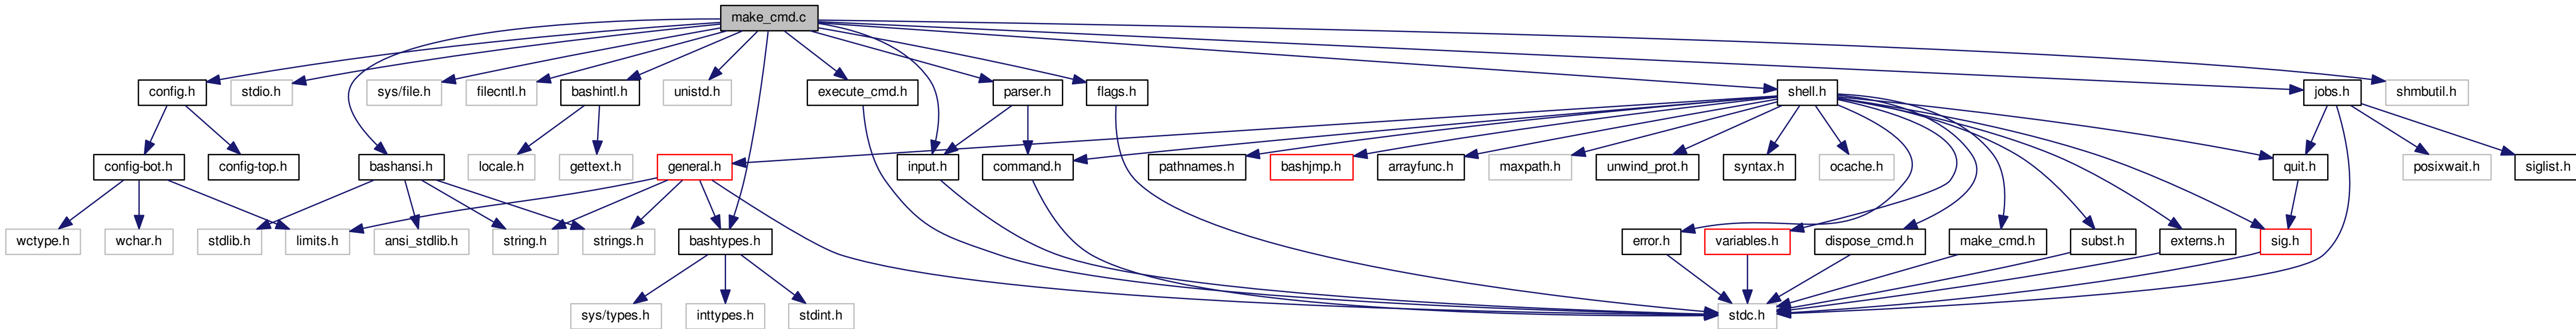 make_cmd.c
config.h
stdio.h
sys/file.h
filecntl.h
bashintl.h
unistd.h
execute_cmd.h
parser.h
flags.h
shell.h
jobs.h
shmbutil.h
config-bot.h
config-top.h
bashansi.h
locale.h
gettext.h
general.h
input.h
command.h
pathnames.h
bashjmp.h
arrayfunc.h
maxpath.h
unwind_prot.h
syntax.h
ocache.h
quit.h
posixwait.h
siglist.h
wctype.h
wchar.h
stdlib.h
limits.h
ansi_stdlib.h
string.h
strings.h
bashtypes.h
error.h
variables.h
dispose_cmd.h
make_cmd.h
subst.h
externs.h
sig.h
sys/types.h
inttypes.h
stdint.h
stdc.h